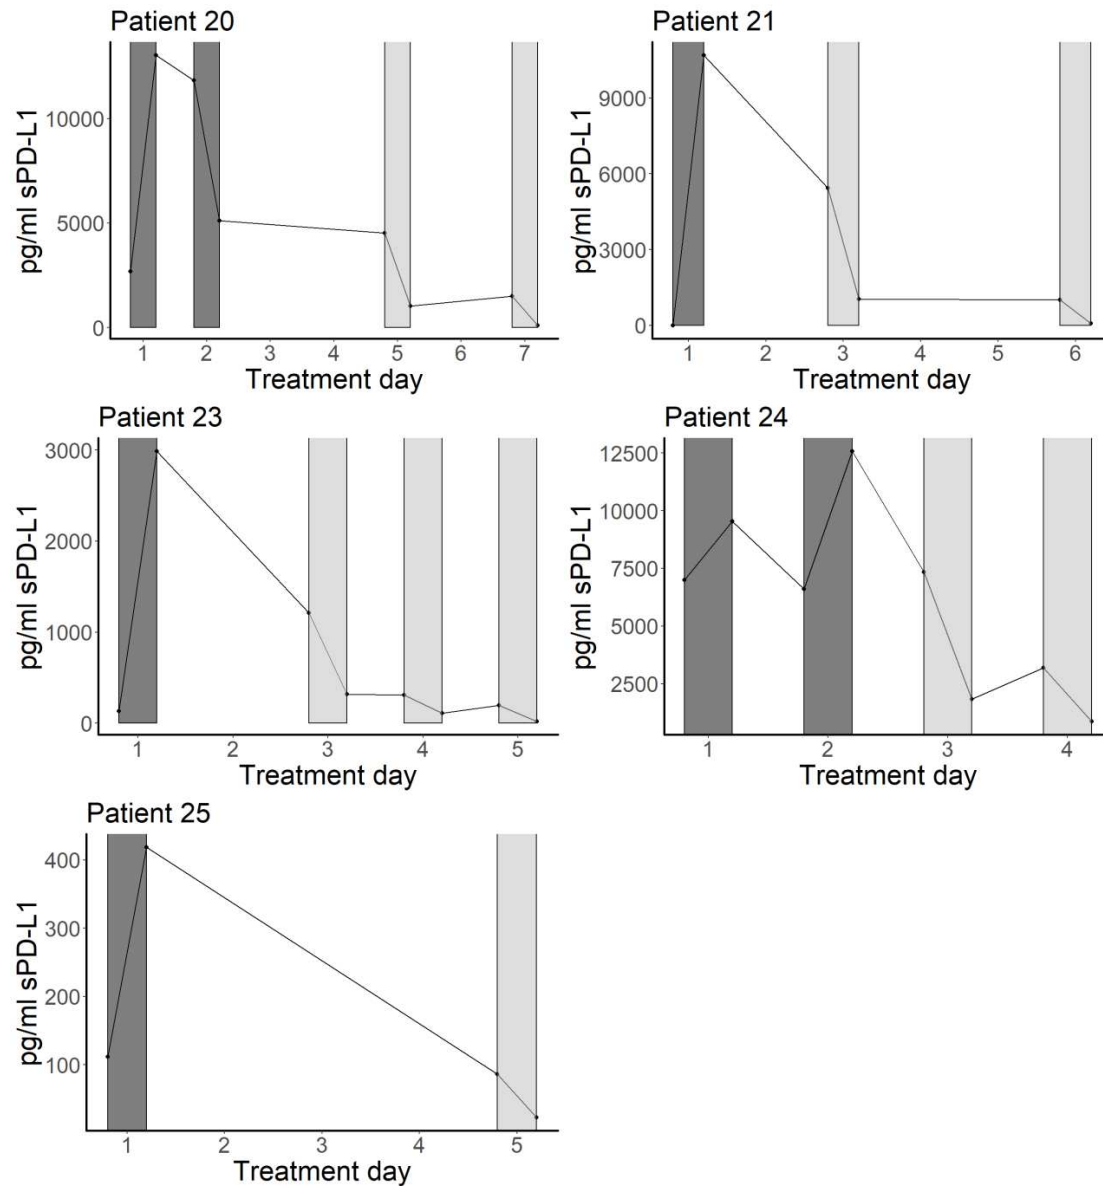 Patient 20
pg/ml sPD-L1
10000
5000
0
1 2 3 4 5 6 7
Treatment day
Patient 21
pg/ml sPD-L1
9000
6000
3000
0
1 2 3 4 5 6
Treatment day
Patient 23
pg/ml sPD-L1
3000
2000
1000
0
1 2 3 4 5
Treatment day
Patient 24
pg/ml sPD-L1
12500
10000
7500
5000
2500
1 2 3 4
Treatment day
Patient 25
pg/ml sPD-L1
400
300
200
100
1 2 3 4 5
Treatment day